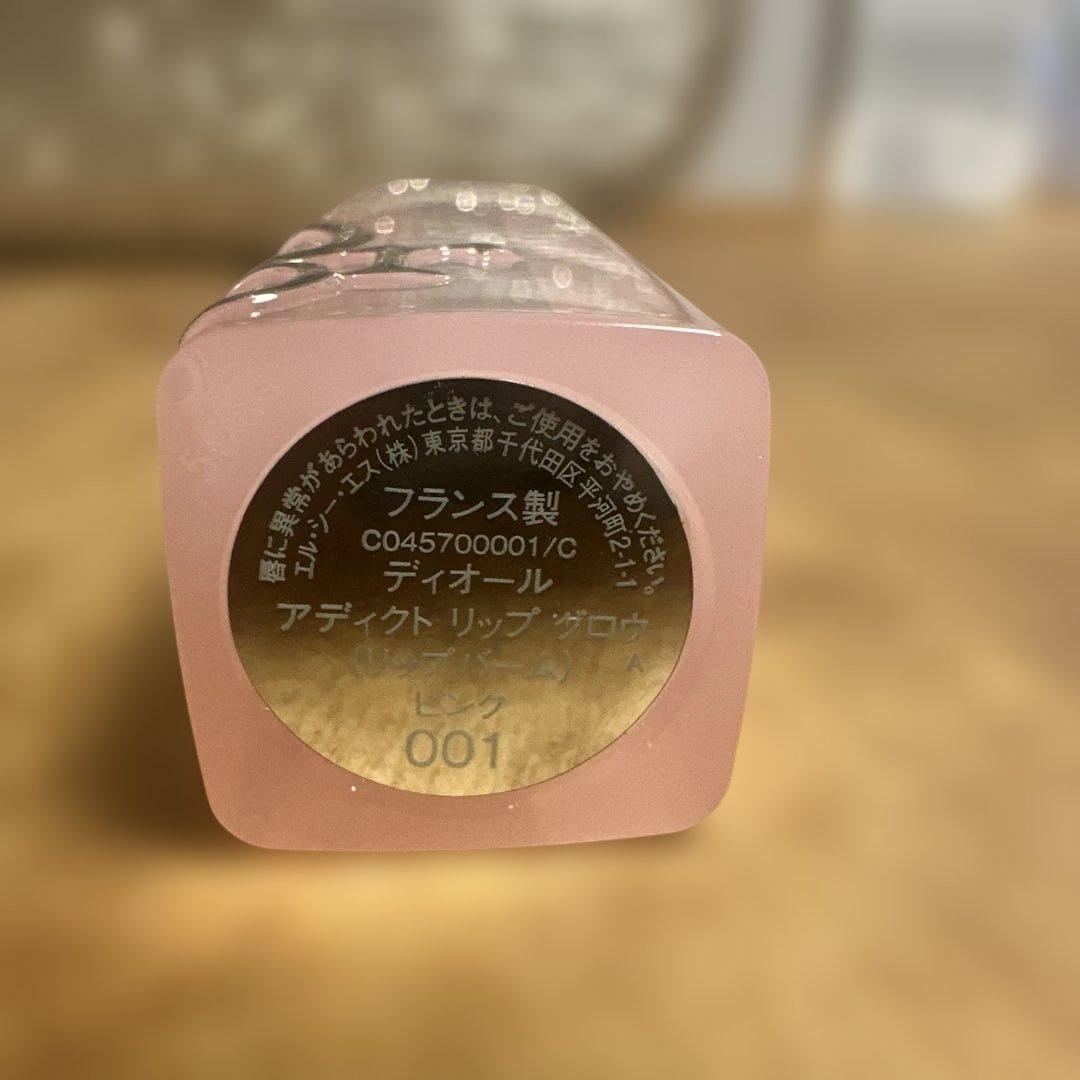 唇に異常があらわれたときは、ご使用をおやめください。
エル・シー・エス(株)東京都千代田区平河町2-1-1
フランス製
C045700001/C
ディオール
アディクト リップ グロウ
(リップバーム) A
ピンク
001